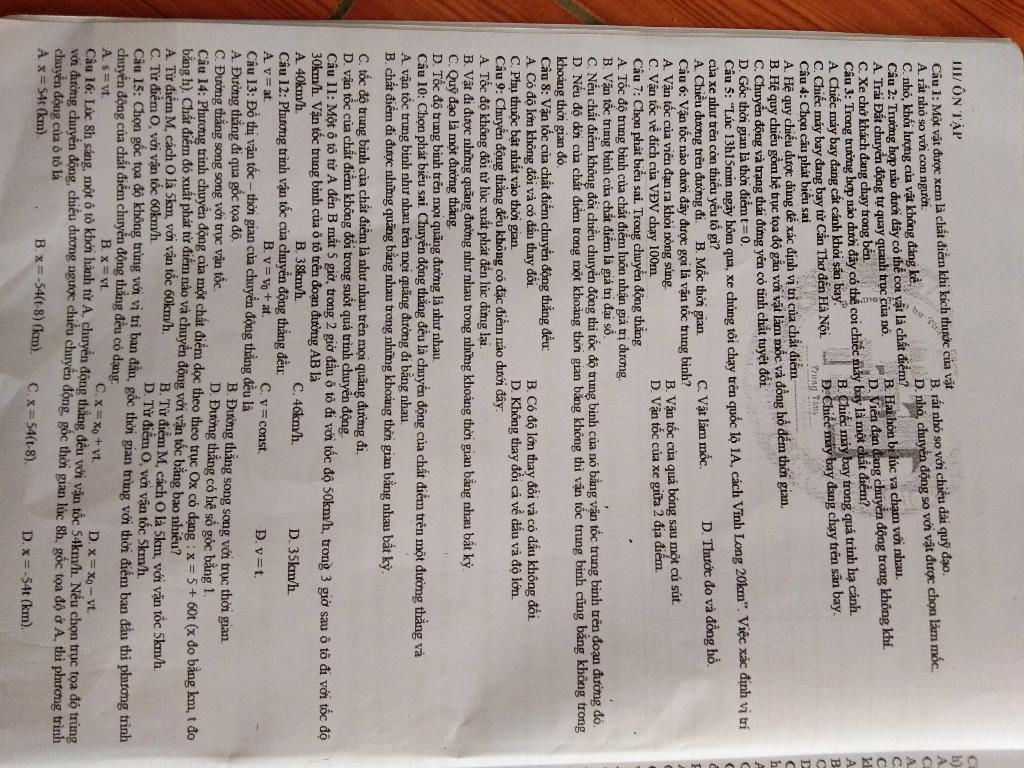 III/ ÔN TẬP
Câu 1: Một vật được xem là chất điểm khi kích thước của vật
A. rất nhỏ so với con người. B. rất nhỏ so với chiều dài quỹ đạo.
C. nhỏ, khối lượng của vật không đáng kể. D. nhỏ, chuyển động so với vật được chọn làm mốc.
Câu 2: Trường hợp nào dưới đây có thể coi vật là chất điểm?
A. Trái Đất chuyển động tự quay quanh trục của nó. B. Hai hòn bi lúc va chạm với nhau.
C. Xe chở khách đang chạy trong bến. D. Viên đạn đang chuyển động trong không khí.
Câu 3: Trong trường hợp nào dưới đây có thể coi chiếc máy bay là một chất điểm?
A. Chiếc máy bay đang cất cánh khỏi sân bay. B. Chiếc máy bay trong quá trình hạ cánh.
C. Chiếc máy bay đang bay từ Cần Thơ đến Hà Nội. D. Chiếc máy bay đang chạy trên sân bay.
Câu 4: Chọn câu phát biểu sai
A. Hệ quy chiếu được dùng để xác định vị trí của chất điểm.
B. Hệ quy chiếu gồm hệ trục tọa độ gắn với vật làm mốc và đồng hồ đếm thời gian.
C. Chuyển động và trạng thái đứng yên có tính chất tuyệt đối.
D Gốc thời gian là thời điểm t = 0.
Câu 5: "Lúc 13h15min ngày hôm qua, xe chúng tôi chạy trên quốc lộ 1A, cách Vĩnh Long 20km". Việc xác định vị trí
của xe như trên còn thiếu yếu tố gì?
A. Chiều dương trên đường đi. B. Mốc thời gian. C. Vật làm mốc. D. Thước đo và đồng hồ.
Câu 6: Vận tốc nào dưới đây được gọi là vận tốc trung bình?
A. Vận tốc của viên đạn ra khỏi nòng súng. B. Vận tốc của quả bóng sau một cú sút.
C. Vận tốc về đích của VĐV chạy 100m. D. Vận tốc của xe giữa 2 địa điểm.
Câu 7: Chọn phát biểu sai. Trong chuyển động thẳng
A. Tốc độ trung bình của chất điểm luôn nhận giá trị dương.
B. Vận tốc trung bình của chất điểm là giá trị đại số.
C. Nếu chất điểm không đổi chiều chuyển động thì tốc độ trung bình của nó bằng vận tốc trung bình trên đoạn đường đó.
D. Nếu độ dời của chất điểm trong một khoảng thời gian bằng không thì vận tốc trung bình cũng bằng không trong
khoảng thời gian đó
Câu 8: Vận tốc của chất điểm chuyển động thẳng đều:
A. Có độ lớn không đổi và có dấu thay đổi. B. Có độ lớn thay đổi và có dấu không đổi.
C. Phụ thuộc bậc nhất vào thời gian. D. Không thay đổi cả về dấu và độ lớn.
Câu 9: Chuyển động thẳng đều không có đặc điểm nào dưới đây:
A. Tốc độ không đổi từ lúc xuất phát đến lúc dừng lại.
B. Vật đi được những quãng đường như nhau trong những khoảng thời gian bằng nhau bất kỳ.
C. Quỹ đạo là một đường thẳng.
D. Tốc độ trung bình trên mọi quãng đường là như nhau.
Câu 10: Chọn phát biểu sai. Chuyển động thẳng đều là chuyển động của chất điểm trên một đường thẳng và
A. vận tốc trung bình như nhau trên mọi quãng đường đi bằng nhau.
B. chất điểm đi được những quãng bằng nhau trong những khoảng thời gian bằng nhau bất kỳ.
C. tốc độ trung bình của chất điểm là như nhau trên mọi quãng đường đi.
D. vận tốc của chất điểm không đổi trong suốt quá trình chuyển động.
Câu 11: Một ô tô từ A đến B mất 5 giờ, trong 2 giờ đầu ô tô đi với tốc độ 50km/h, trong 3 giờ sau ô tô đi với tốc độ
30km/h. Vận tốc trung bình của ô tô trên đoạn đường AB là
A. 40km/h. B. 38km/h. C. 46km/h. D. 35km/h.
Câu 12: Phương trình vận tốc của chuyển động thẳng đều:
A. v = at. B. v = v₀ + at. C. v = const. D. v = t.
Câu 13: Đồ thị vận tốc – thời gian của chuyển động thẳng đều là
A. Đường thẳng đi qua gốc tọa độ. B. Đường thẳng song với trục thời gian.
C. Đường thẳng song với trục vận tốc. D. Đường thẳng có hệ số góc bằng 1.
Câu 14: Phương trình chuyển động của một chất điểm dọc theo theo trục Ox có dạng : x = 5 + 60t (x đo bằng km, t đo
bằng h). Chất điểm đó xuất phát từ điểm nào và chuyển động với vận tốc bằng bao nhiêu?
A. Từ điểm M, cách O là 5km, với vận tốc 60km/h. B. Từ điểm M, cách O là 5km, với vận tốc 5km/h.
C. Từ điểm O, với vận tốc 60km/h. D. Từ điểm O, với vận tốc 5km/h.
Câu 15: Chọn gốc tọa độ không trùng với vị trí ban đầu, gốc thời gian trùng với thời điểm ban đầu thì phương trình
chuyển động của chất điểm chuyển động thẳng đều có dạng:
A. s = vt. B. x = vt. C. x = x₀ + vt. D. x = x₀ – vt.
Câu 16: Lúc 8h sáng, một ô tô khởi hành từ A, chuyển động thẳng đều với vận tốc 54km/h. Nếu chọn trục tọa độ trùng
với đường chuyển động, chiều dương ngược chiều chuyển động, gốc thời gian lúc 8h, gốc tọa độ ở A, thì phương trình
chuyển động của ô tô là
A. x = 54t (km). B. x = -54(t-8) (km). C. x = 54(t-8). D. x = -54t (km).